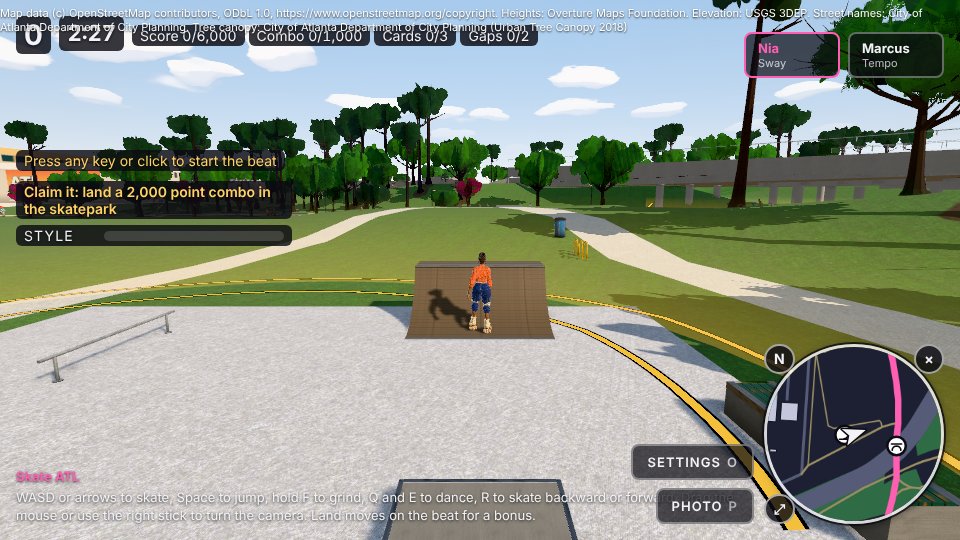 Map data (c) OpenStreetMap contributors, ODbL 1.0, https://www.openstreetmap.org/copyright. Heights: Overture Maps Foundation. Elevation: USGS 3DEP. Street names: City of
Atlanta Department of City Planning. Tree canopy: City of Atlanta Department of City Planning (Urban Tree Canopy 2018)
0
2:27
Score 0/6,000
Combo 0/1,000
Cards 0/3
Gaps 0/2
Nia
Sway
Marcus
Tempo
Press any key or click to start the beat
Claim it: land a 2,000 point combo in
the skatepark
STYLE
N
×
SETTINGS O
PHOTO P
Skate ATL
WASD or arrows to skate, Space to jump, hold F to grind, Q and E to dance, R to skate backward or forward.
mouse or use the right stick to turn the camera. Land moves on the beat for a bonus.